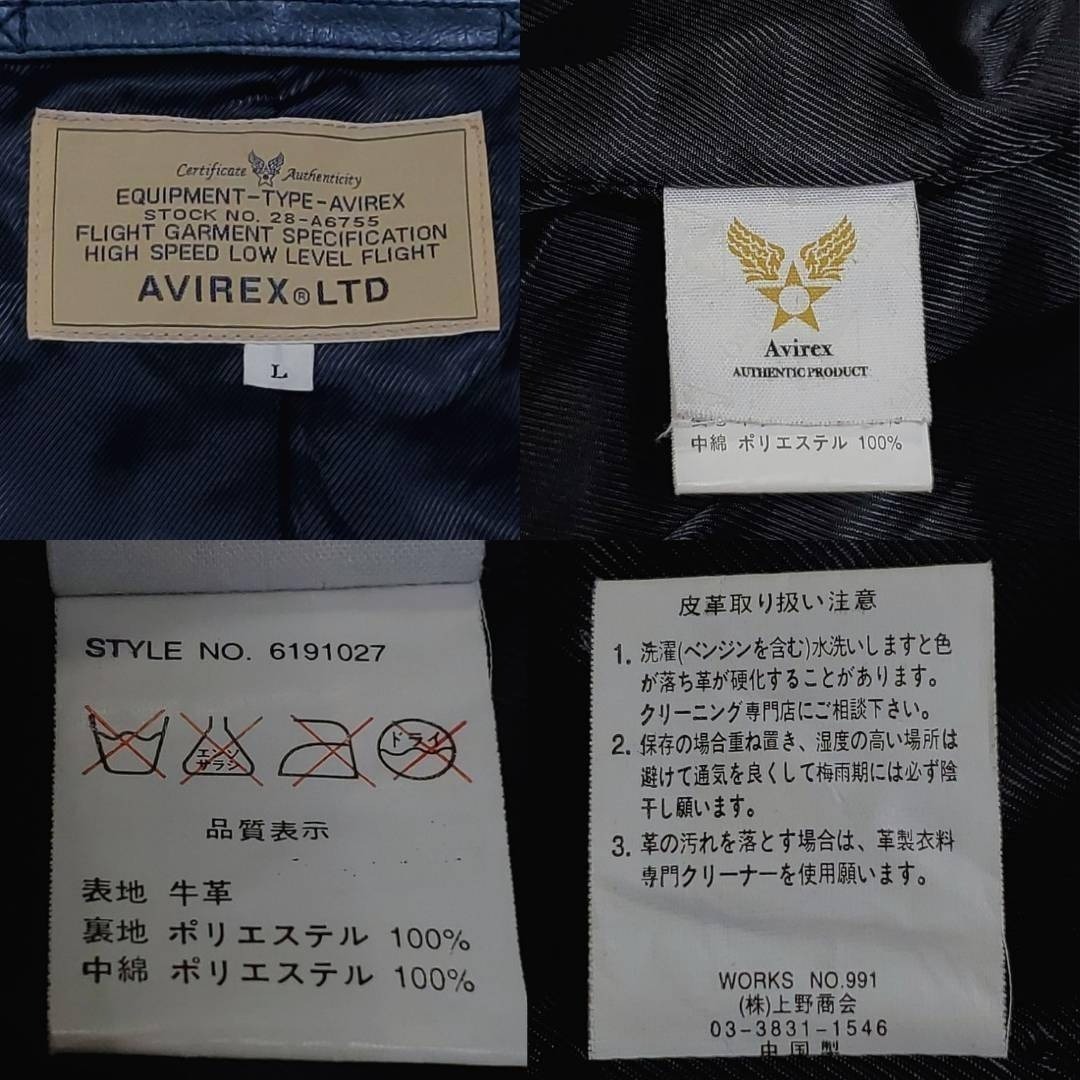 Certificate Authenticity
EQUIPMENT-TYPE-AVIREX
STOCK NO. 28-A6755
FLIGHT GARMENT SPECIFICATION
HIGH SPEED LOW LEVEL FLIGHT
AVIREX® LTD
L
Avirex
AUTHENTIC PRODUCT
中綿 ポリエステル 100%
STYLE NO. 6191027
エンソ
サラシ
ドライ
品質表示
表地 牛革
裏地 ポリエステル 100%
中綿 ポリエステル 100%
皮革取り扱い注意
1. 洗濯(ベンジンを含む)水洗いしますと色
が落ち革が硬化することがあります。
クリーニング専門店にご相談下さい。
2. 保存の場合重ね置き、湿度の高い場所は
避けて通気を良くして梅雨期には必ず陰
干し願います。
3. 革の汚れを落とす場合は、革製衣料
専門クリーナーを使用願います。
WORKS NO.991
(株)上野商会
03-3831-1546
中国製